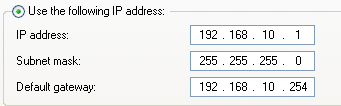 Use the following IP address:
IP address: 192 . 168 . 10 . 1
Subnet mask: 255 . 255 . 255 . 0
Default gateway: 192 . 168 . 10 . 254